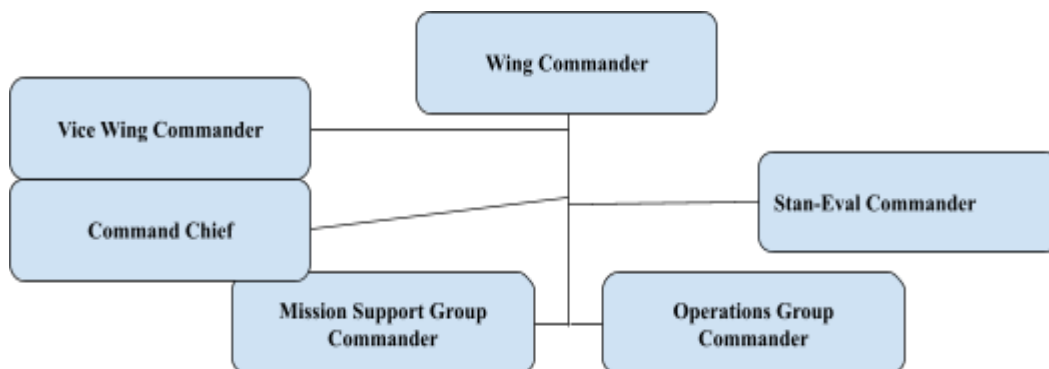 Wing Commander
Vice Wing Commander
Command Chief
Stan-Eval Commander
Mission Support Group
Commander
Operations Group
Commander